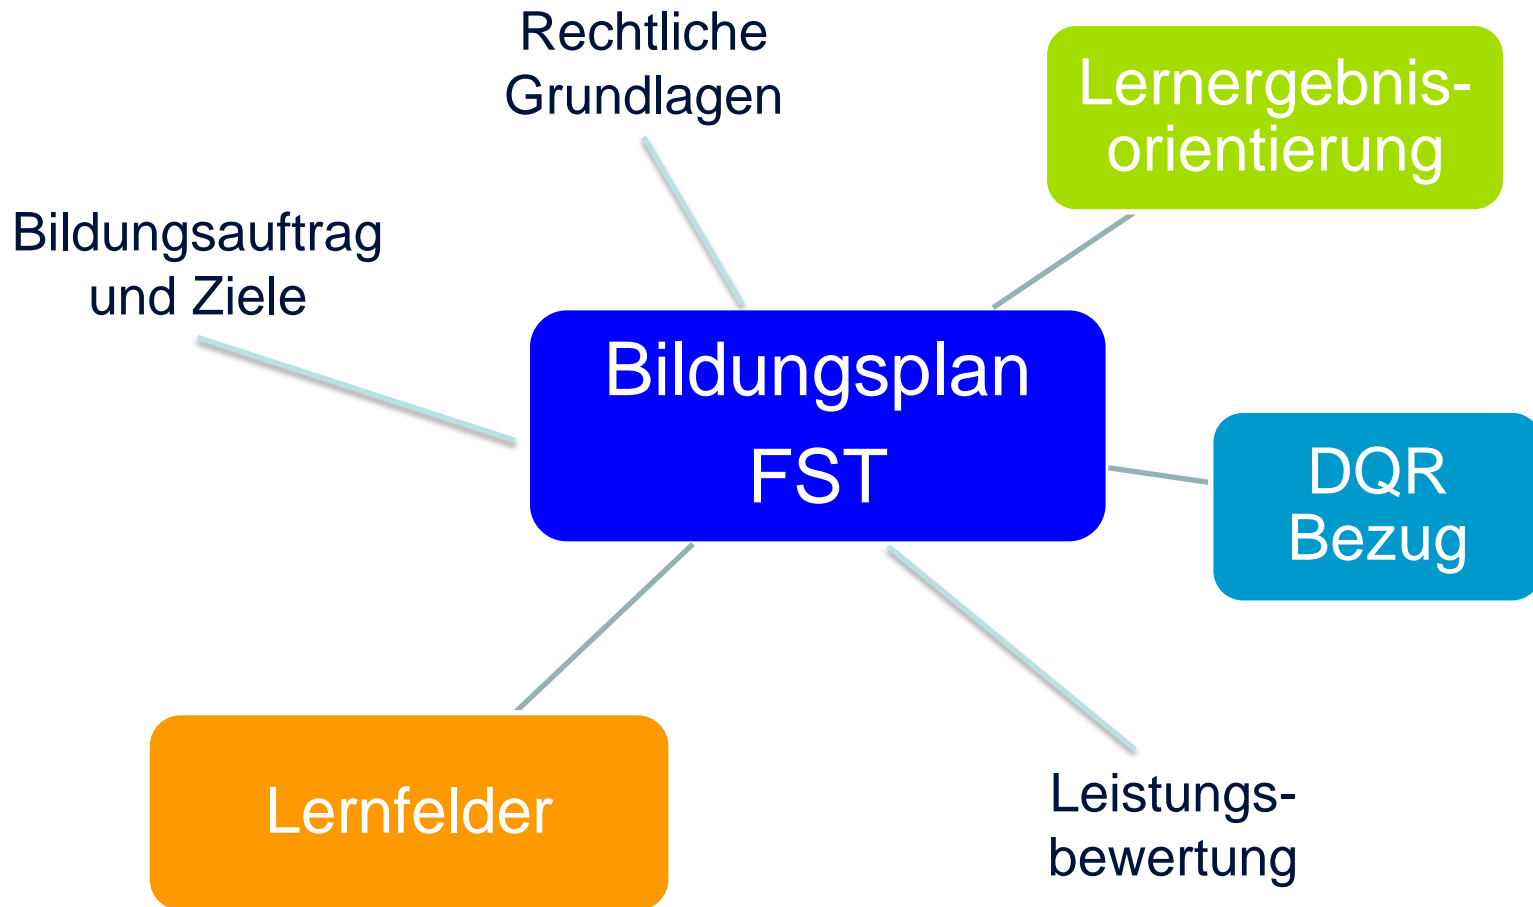 Rechtliche
Grundlagen
Lernergebnis-
orientierung
Bildungsauftrag
und Ziele
Bildungsplan
FST
DQR
Bezug
Lernfelder
Leistungs-
bewertung